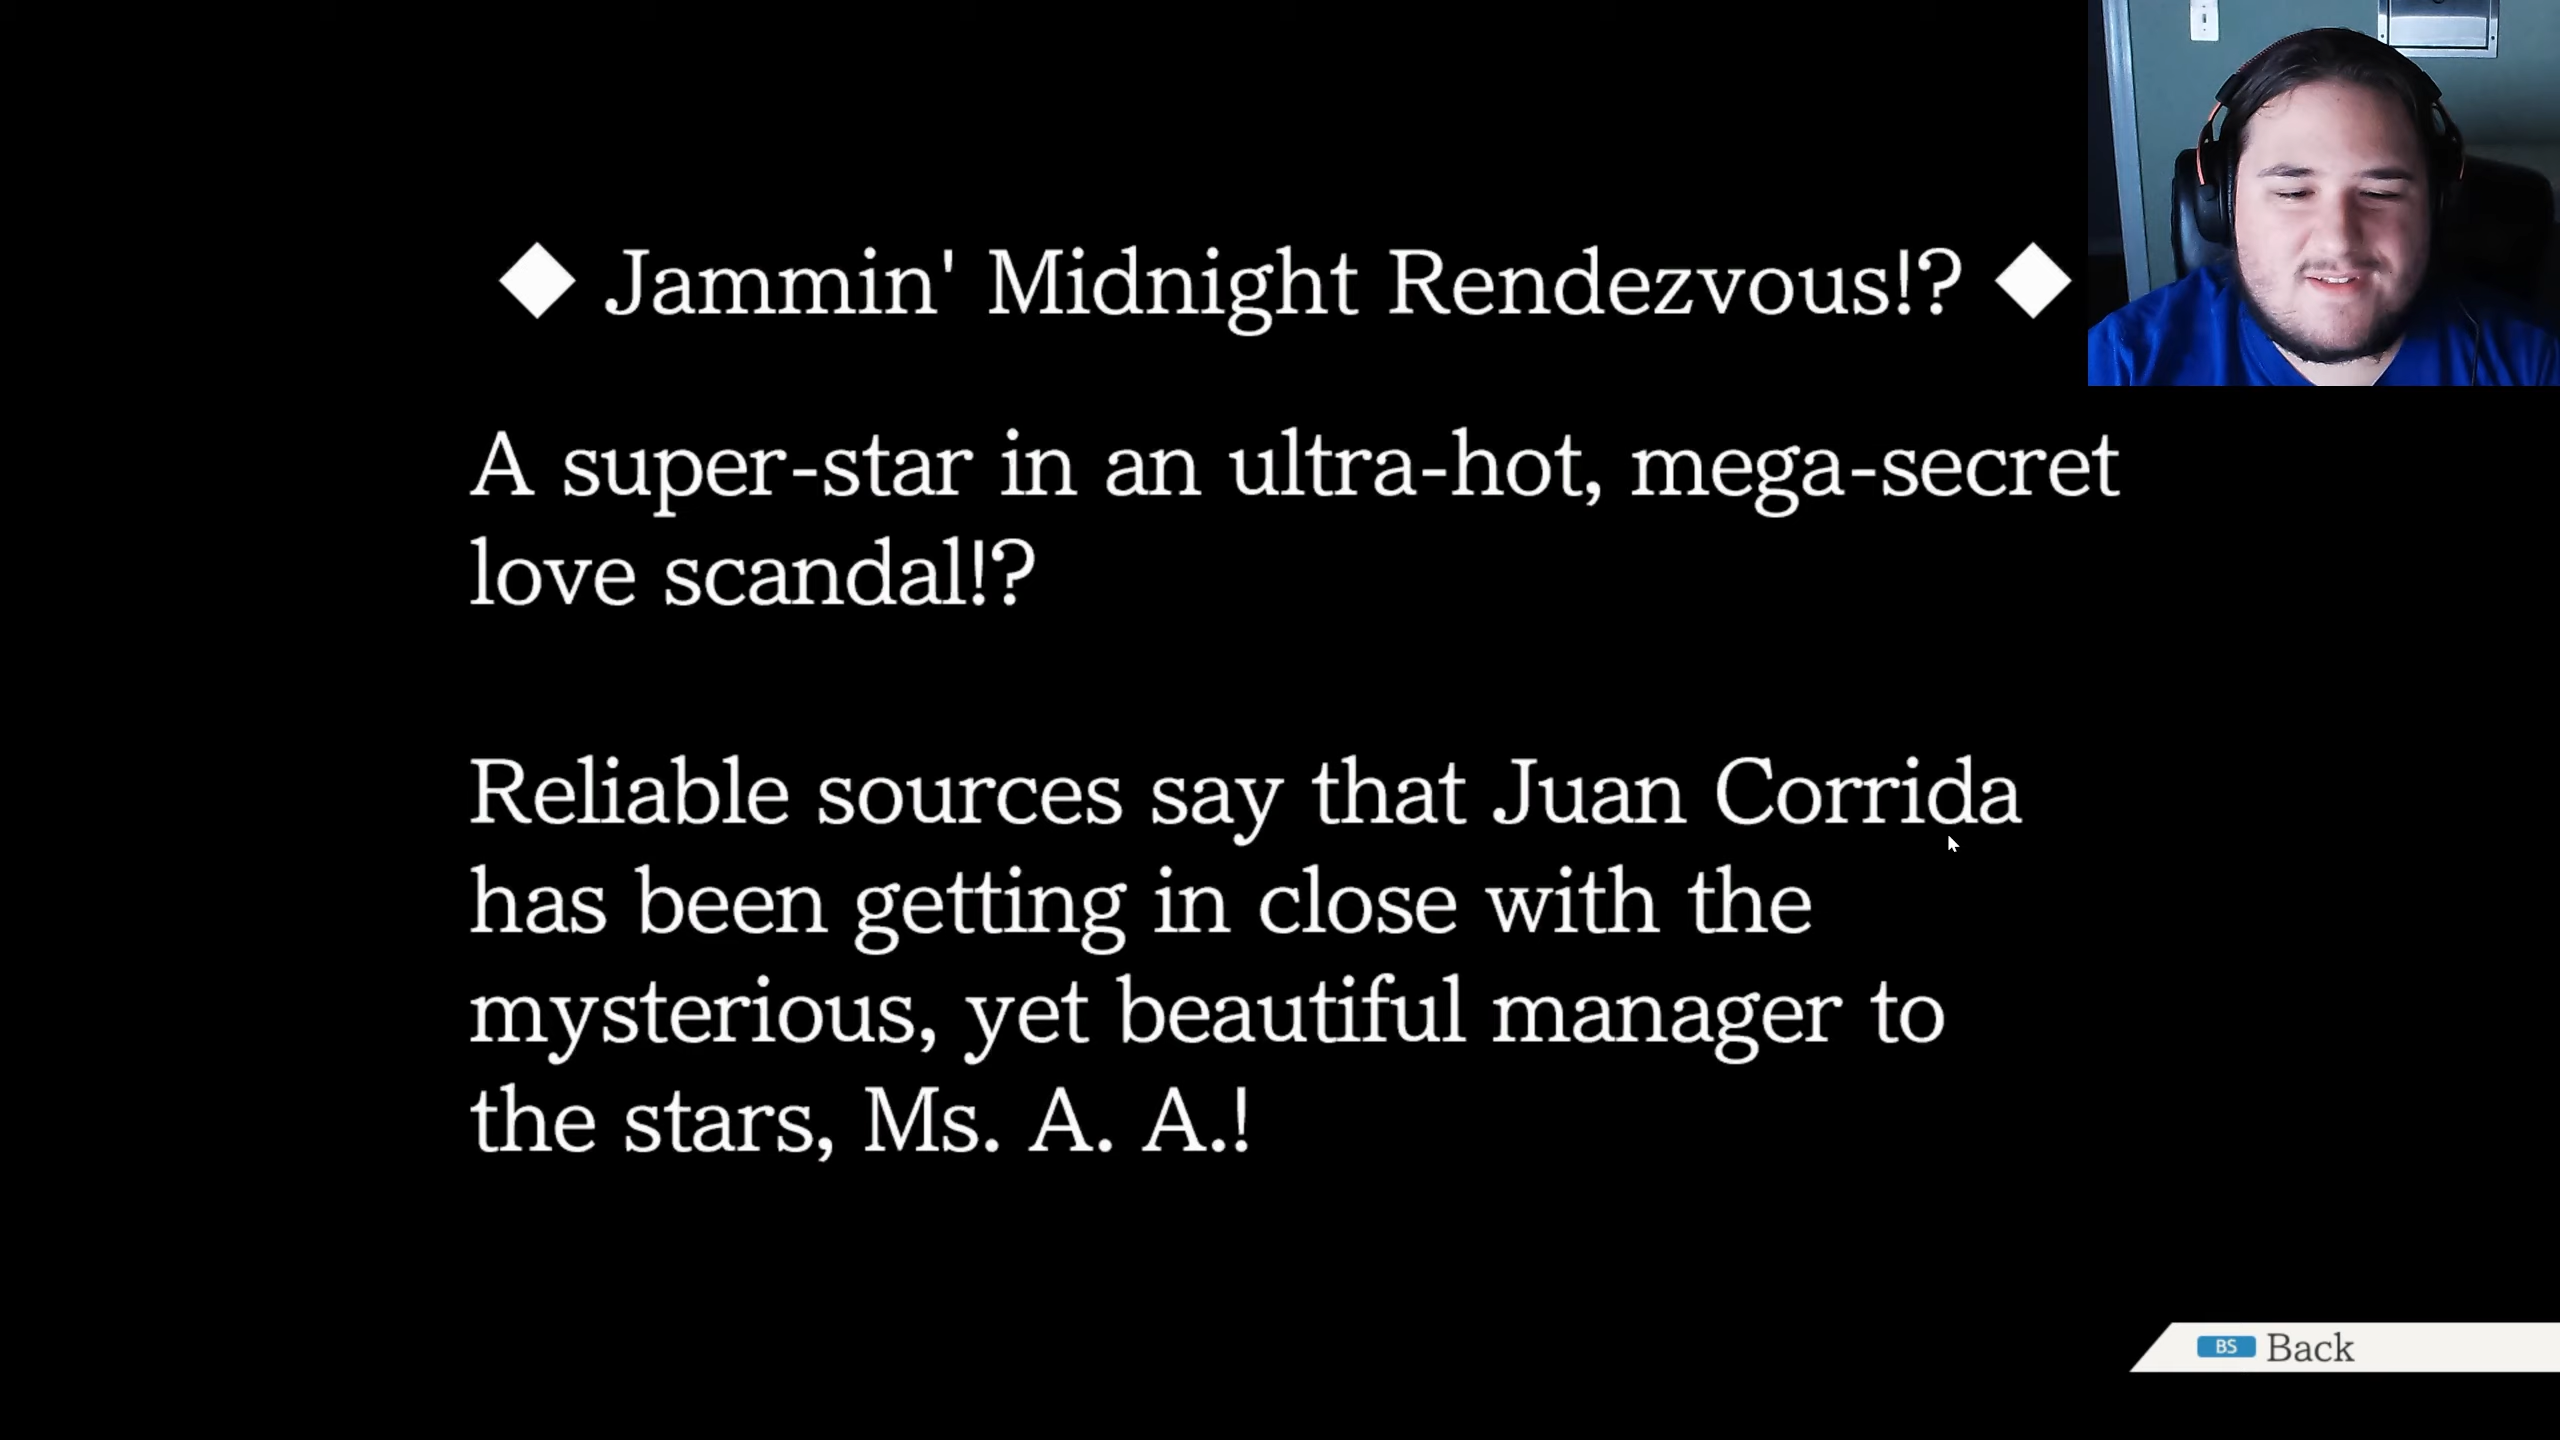 ◆ Jammin' Midnight Rendezvous!? ◆
A super-star in an ultra-hot, mega-secret
love scandal!?
Reliable sources say that Juan Corrida
has been getting in close with the
mysterious, yet beautiful manager to
the stars, Ms. A. A.!
BS Back